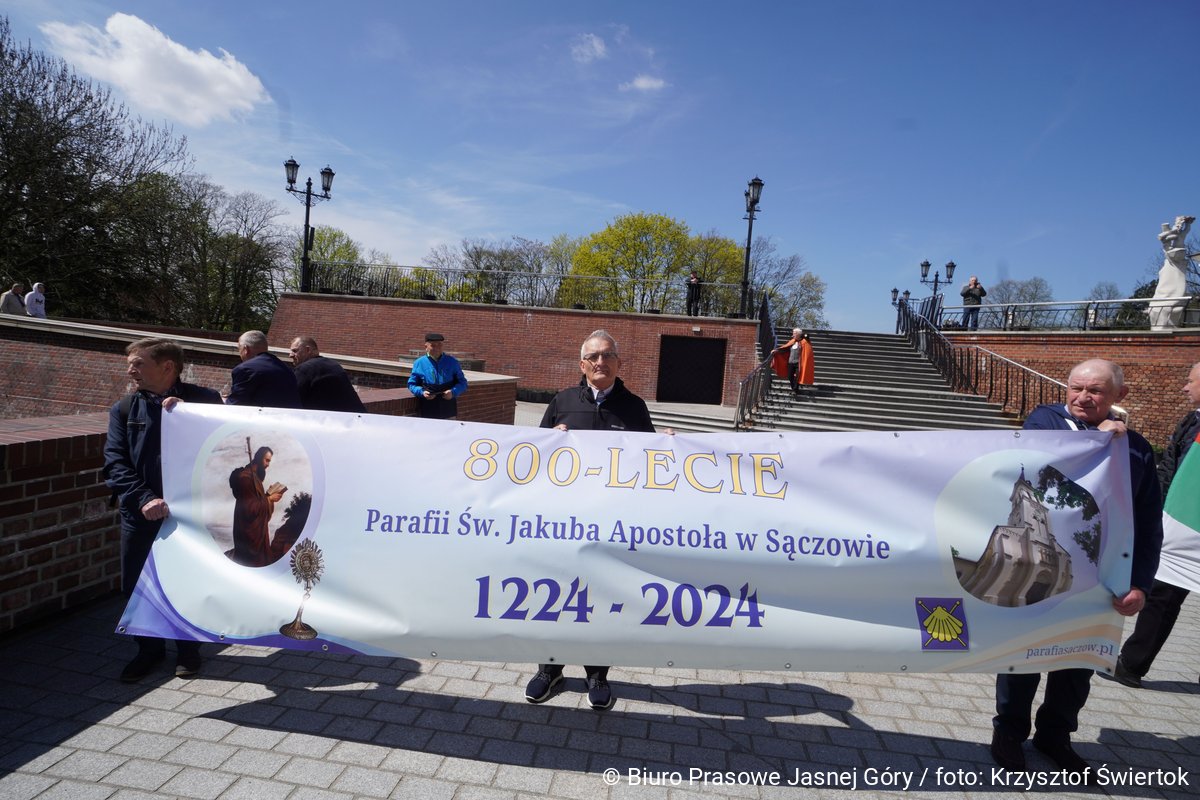 800-LECIE
Parafii Św. Jakuba Apostoła w Sączowie
1224 - 2024
parafiasaczow.pl
© Biuro Prasowe Jasnej Góry / foto: Krzysztof Świertok